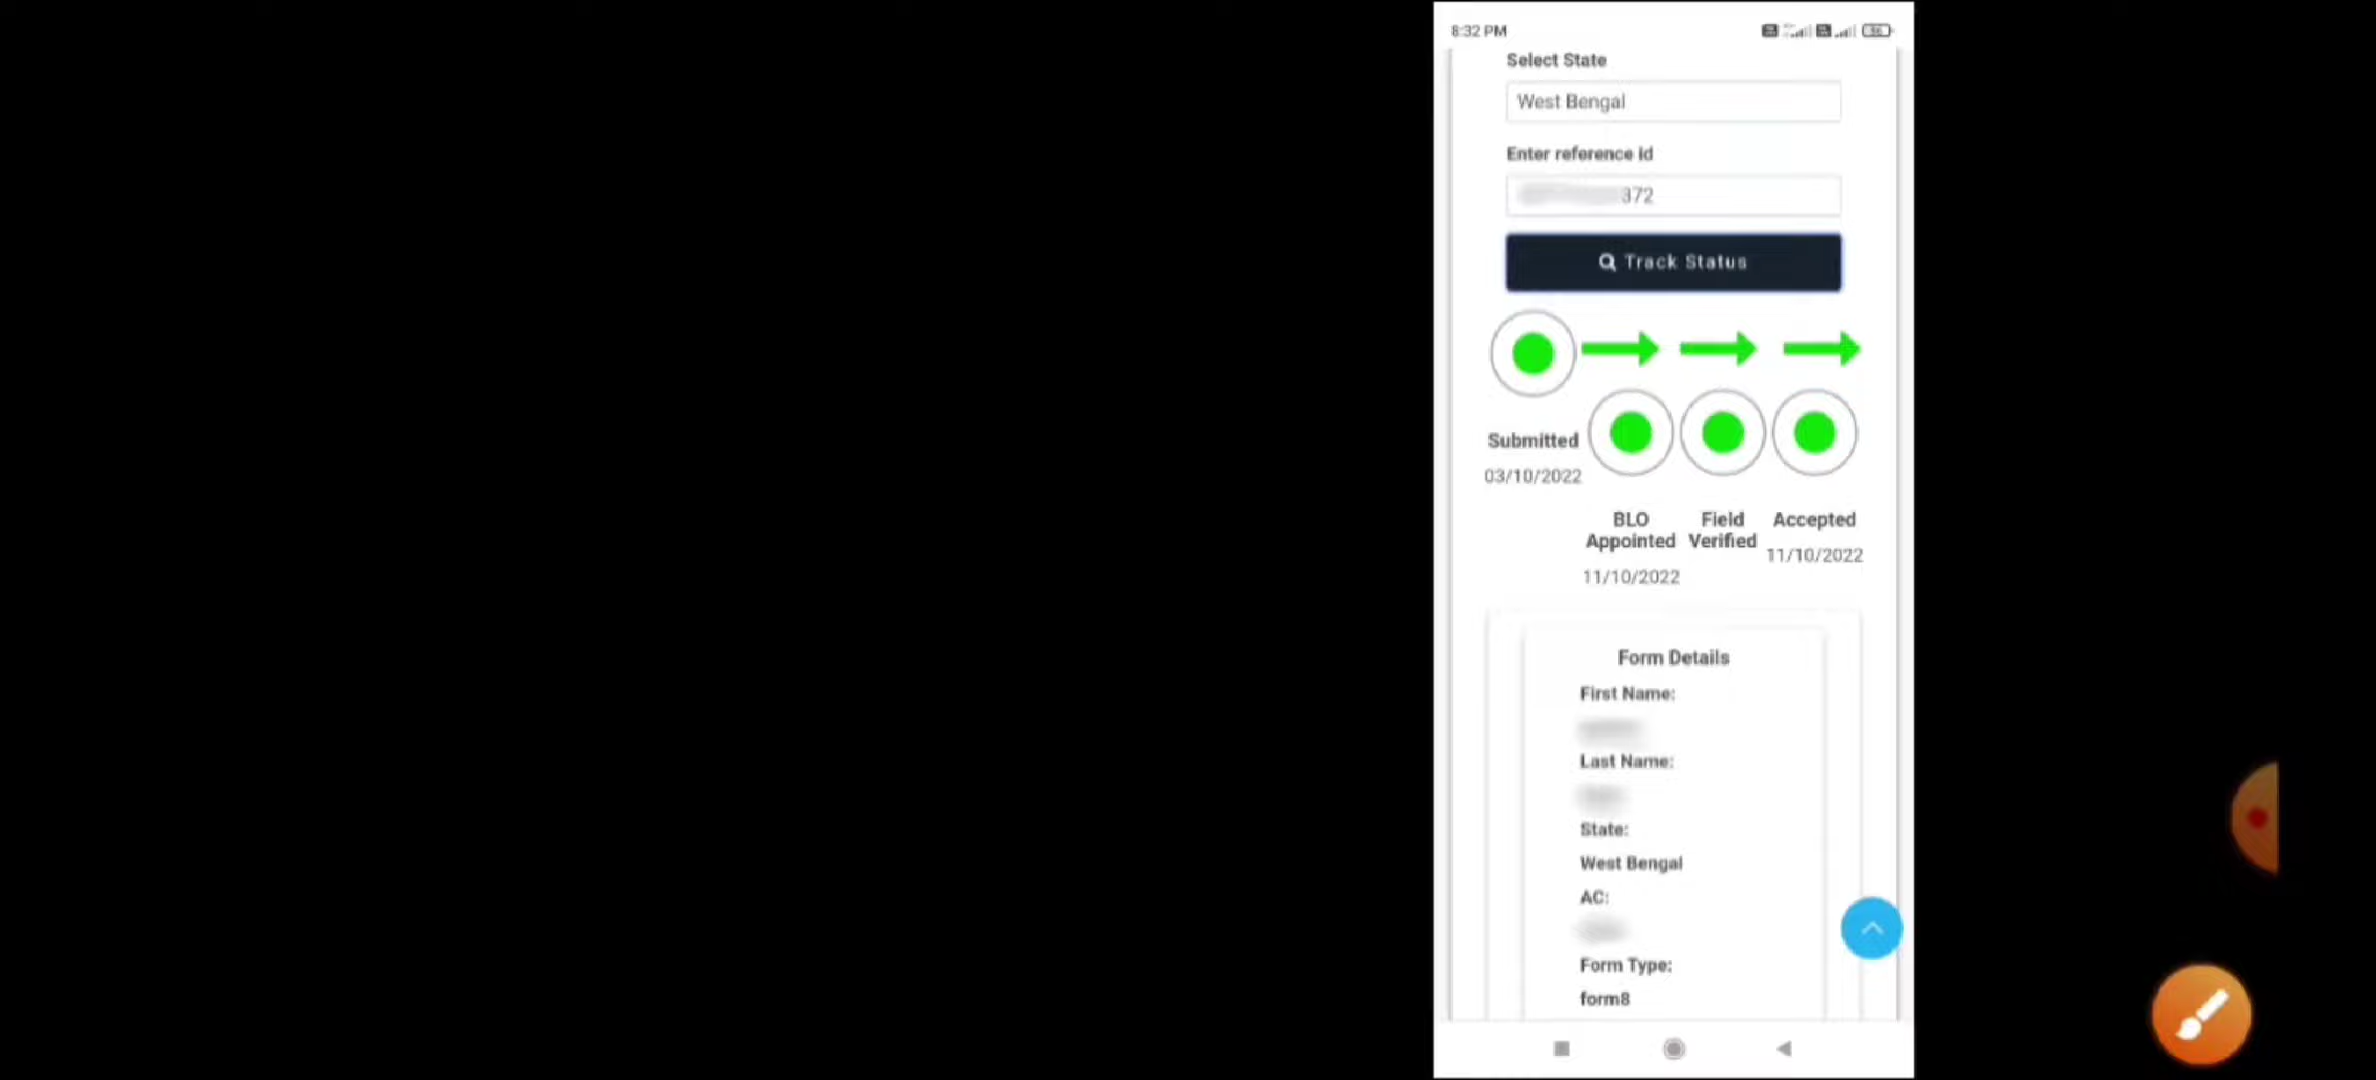 8:32 PM
Select State
West Bengal
Enter reference id
372
Track Status
Submitted
03/10/2022
BLO Appointed
11/10/2022
Field Verified
Accepted
11/10/2022
Form Details
First Name:
Last Name:
State:
West Bengal
AC:
Form Type:
form8